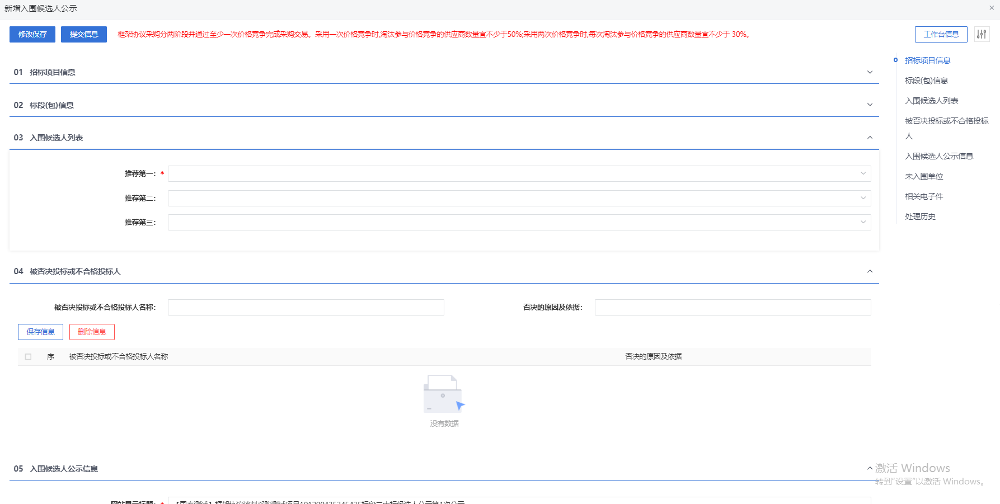 新增入围候选人公示
修改保存 提交信息 框架协议采购分两阶段并通过至少一次价格竞争完成采购交易。采用一次价格竞争时,淘汰参与价格竞争的供应商数量宜不少于50%;采用两次价格竞争时,每次淘汰参与价格竞争的供应商数量宜不少于 30%。 工作台信息
招标项目信息
标段(包)信息
入围候选人列表
被否决投标或不合格投标
人
入围候选人公示信息
未入围单位
相关电子件
处理历史
01 招标项目信息
02 标段(包)信息
03 入围候选人列表
推荐第一: *
推荐第二:
推荐第三:
04 被否决投标或不合格投标人
被否决投标或不合格投标人名称: 否决的原因及依据:
保存信息 删除信息
序 被否决投标或不合格投标人名称 否决的原因及依据
没有数据
05 入围候选人公示信息
激活 Windows
转到“设置”以激活 Windows。
网站显示标题: *